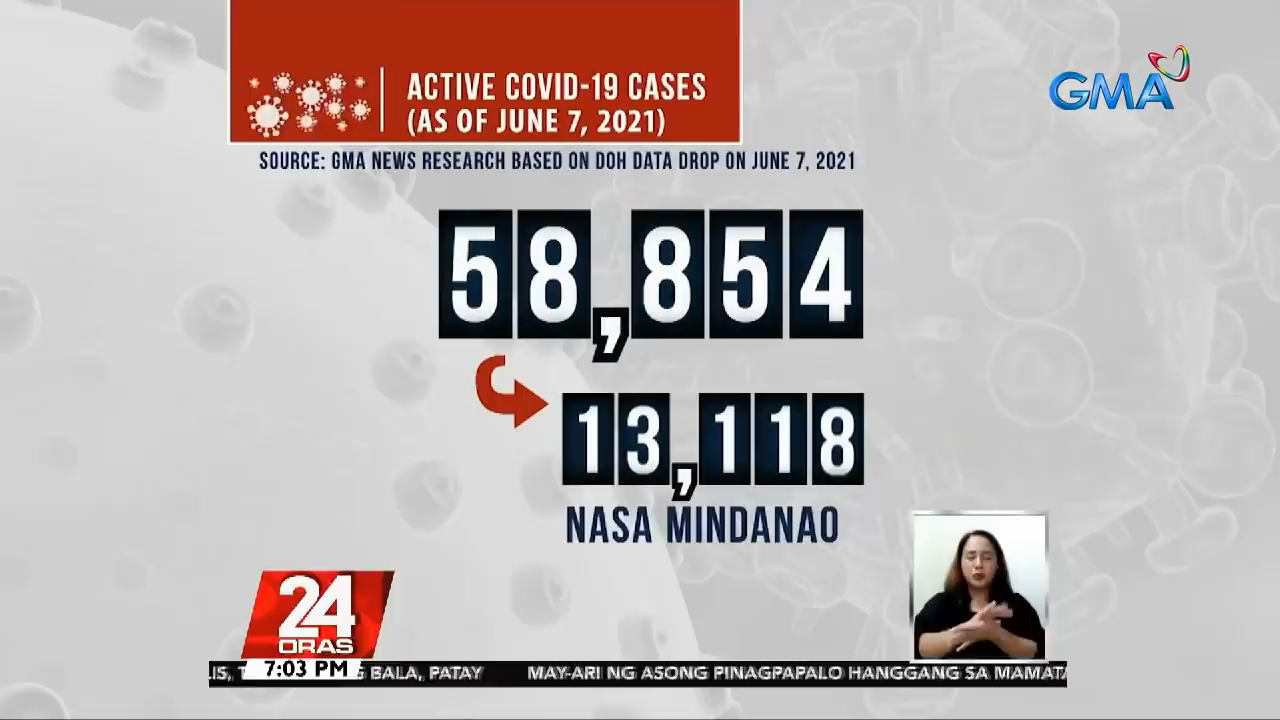 ACTIVE COVID-19 CASES
(AS OF JUNE 7, 2021)
GMA
SOURCE: GMA NEWS RESEARCH BASED ON DOH DATA DROP ON JUNE 7, 2021
58,854
13,118
NASA MINDANAO
24
ORAS
7:03 PM
BALA, PATAY MAY-ARI NG ASONG PINAGPAPALO HANGGANG SA